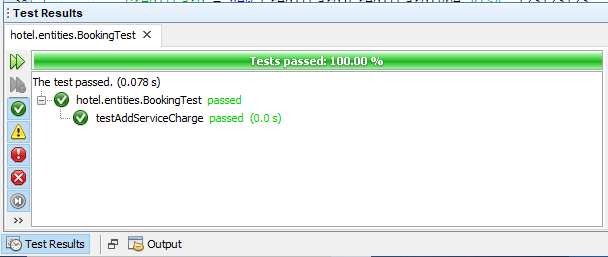 Test Results
hotel.entities.BookingTest
Tests passed: 100.00 %
The test passed. (0.078 s)
hotel.entities.BookingTest passed
testAddServiceCharge passed (0.0 s)
>>
Test Results
Output